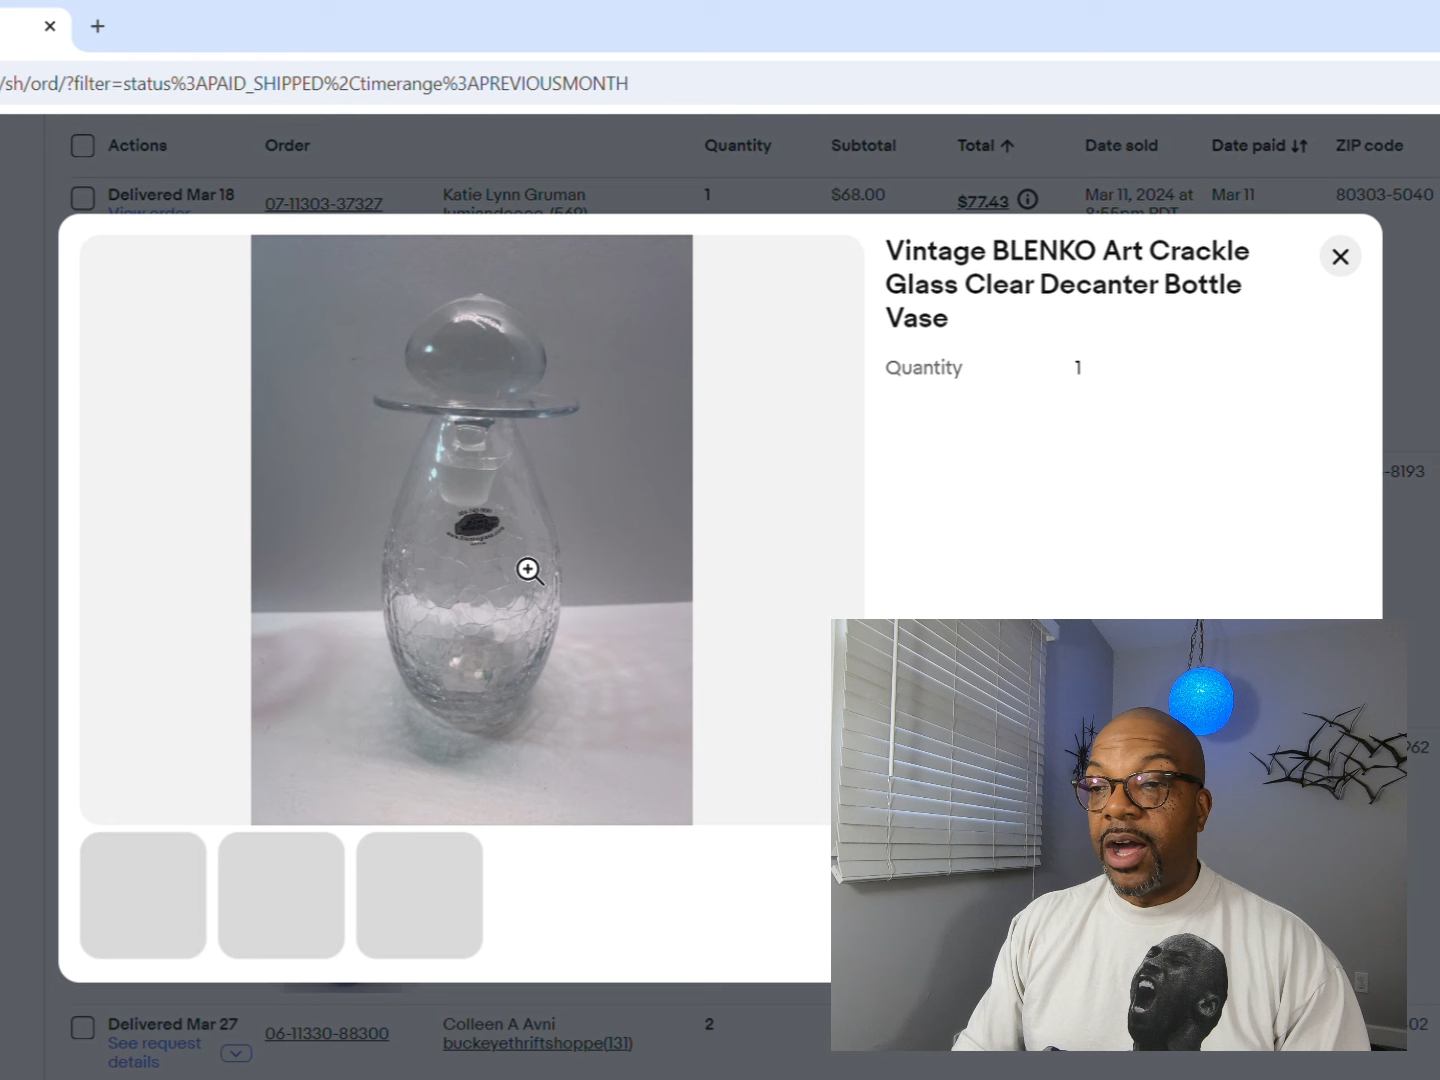 /sh/ord/?filter=status%3APAID_SHIPPED%2Ctimerange%3APREVIOUSMONTH
Actions Order Quantity Subtotal Total Date sold Date paid ZIP code
Delivered Mar 18 07-11303-37327 Katie Lynn Gruman 1 $68.00 $77.43 Mar 11, 2024 at Mar 11 80303-5040
View order
Vintage BLENKO Art Crackle
Glass Clear Decanter Bottle
Vase
Quantity 1
-8193
962
Delivered Mar 27 06-11330-88300 Colleen A Avni 2
See request buckeyethriftshoppe(131)
details